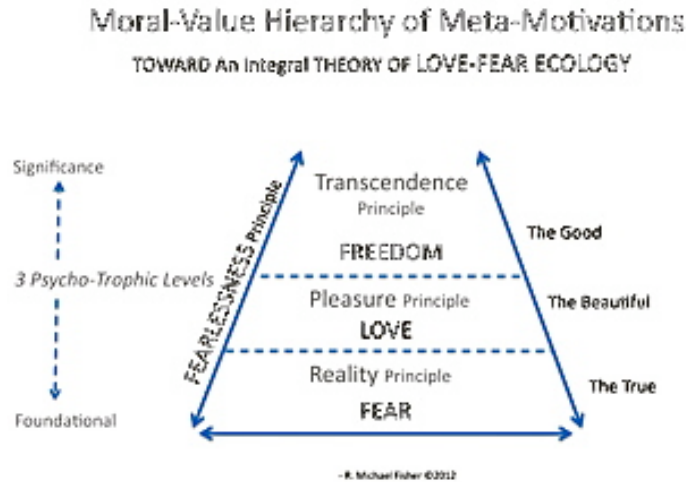 Moral-Value Hierarchy of Meta-Motivations
TOWARD An Integral THEORY OF LOVE-FEAR ECOLOGY
Significance
3 Psycho-Trophic Levels
Foundational
FEARLESSNESS Principle
Transcendence
Principle
FREEDOM
Pleasure Principle
LOVE
Reality Principle
FEAR
The Good
The Beautiful
The True
- R. Michael Fisher ©2012